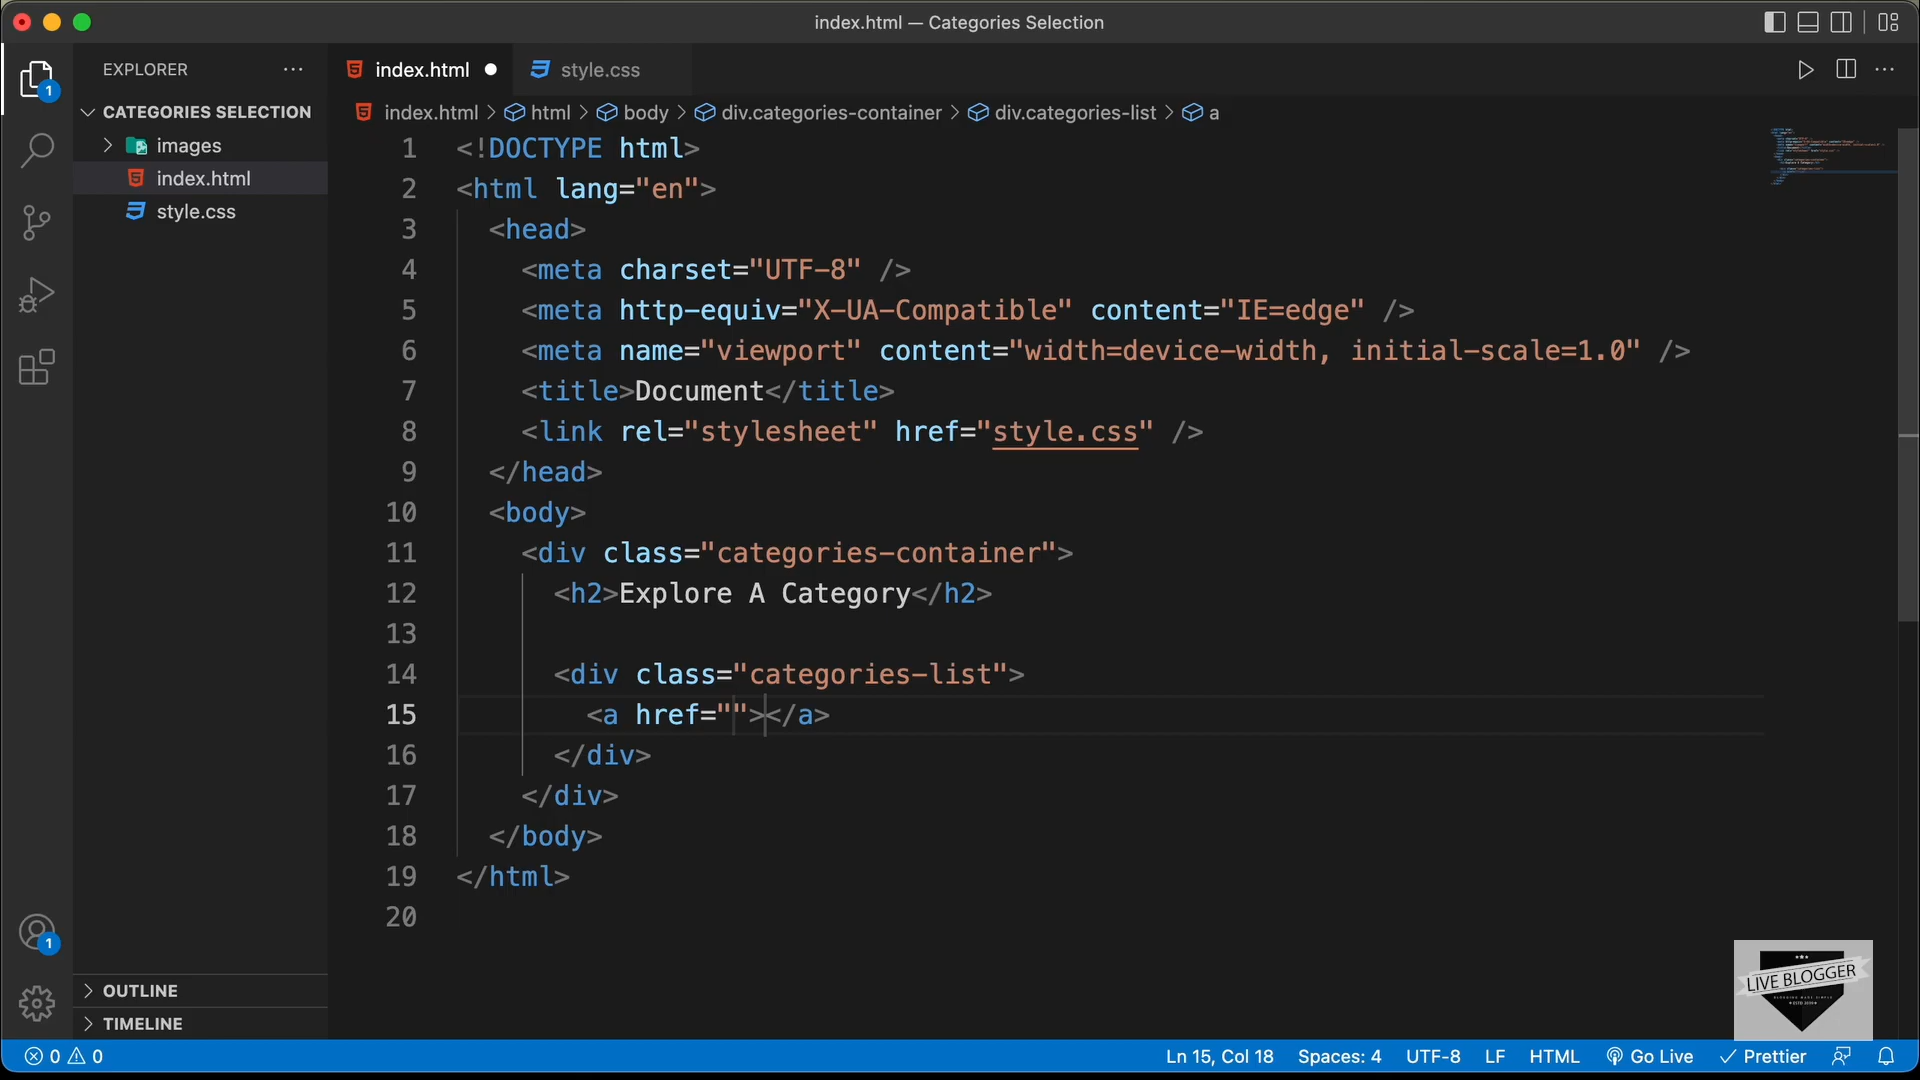 index.html — Categories Selection
EXPLORER
index.html
style.css
CATEGORIES SELECTION
index.html > html > body > div.categories-container > div.categories-list > a
images
index.html
style.css
1 <!DOCTYPE html>
2 <html lang="en">
3 <head>
4 <meta charset="UTF-8" />
5 <meta http-equiv="X-UA-Compatible" content="IE=edge" />
6 <meta name="viewport" content="width=device-width, initial-scale=1.0" />
7 <title>Document</title>
8 <link rel="stylesheet" href="style.css" />
9 </head>
10 <body>
11 <div class="categories-container">
12 <h2>Explore A Category</h2>
13
14 <div class="categories-list">
15 <a href=""></a>
16 </div>
17 </div>
18 </body>
19 </html>
20
1
1
OUTLINE
TIMELINE
LIVE BLOGGER
0 0
Ln 15, Col 18 Spaces: 4 UTF-8 LF HTML Go Live Prettier